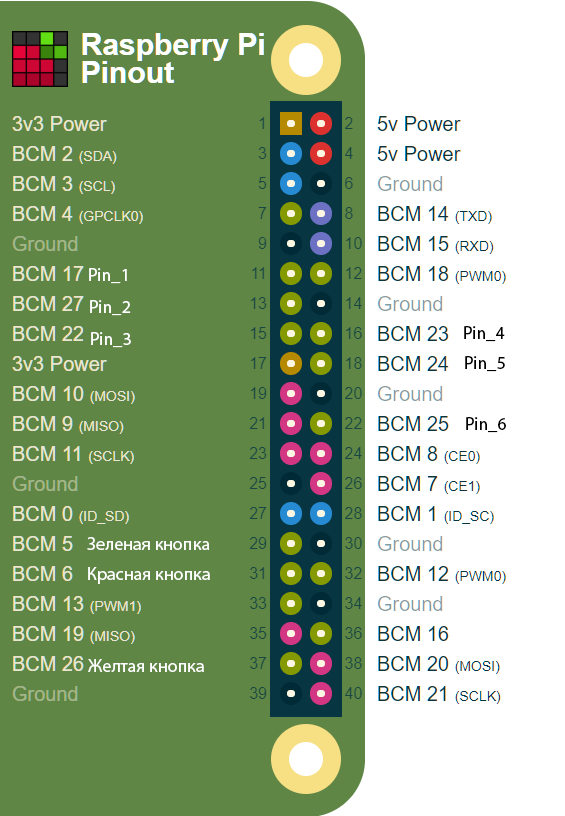 Raspberry Pi
Pinout
3v3 Power 1 2 5v Power
BCM 2 (SDA) 3 4 5v Power
BCM 3 (SCL) 5 6 Ground
BCM 4 (GPCLK0) 7 8 BCM 14 (TXD)
Ground 9 10 BCM 15 (RXD)
BCM 17 Pin_1 11 12 BCM 18 (PWM0)
BCM 27 Pin_2 13 14 Ground
BCM 22 Pin_3 15 16 BCM 23 Pin_4
3v3 Power 17 18 BCM 24 Pin_5
BCM 10 (MOSI) 19 20 Ground
BCM 9 (MISO) 21 22 BCM 25 Pin_6
BCM 11 (SCLK) 23 24 BCM 8 (CE0)
Ground 25 26 BCM 7 (CE1)
BCM 0 (ID_SD) 27 28 BCM 1 (ID_SC)
BCM 5 Зеленая кнопка 29 30 Ground
BCM 6 Красная кнопка 31 32 BCM 12 (PWM0)
BCM 13 (PWM1) 33 34 Ground
BCM 19 (MISO) 35 36 BCM 16
BCM 26 Желтая кнопка 37 38 BCM 20 (MOSI)
Ground 39 40 BCM 21 (SCLK)